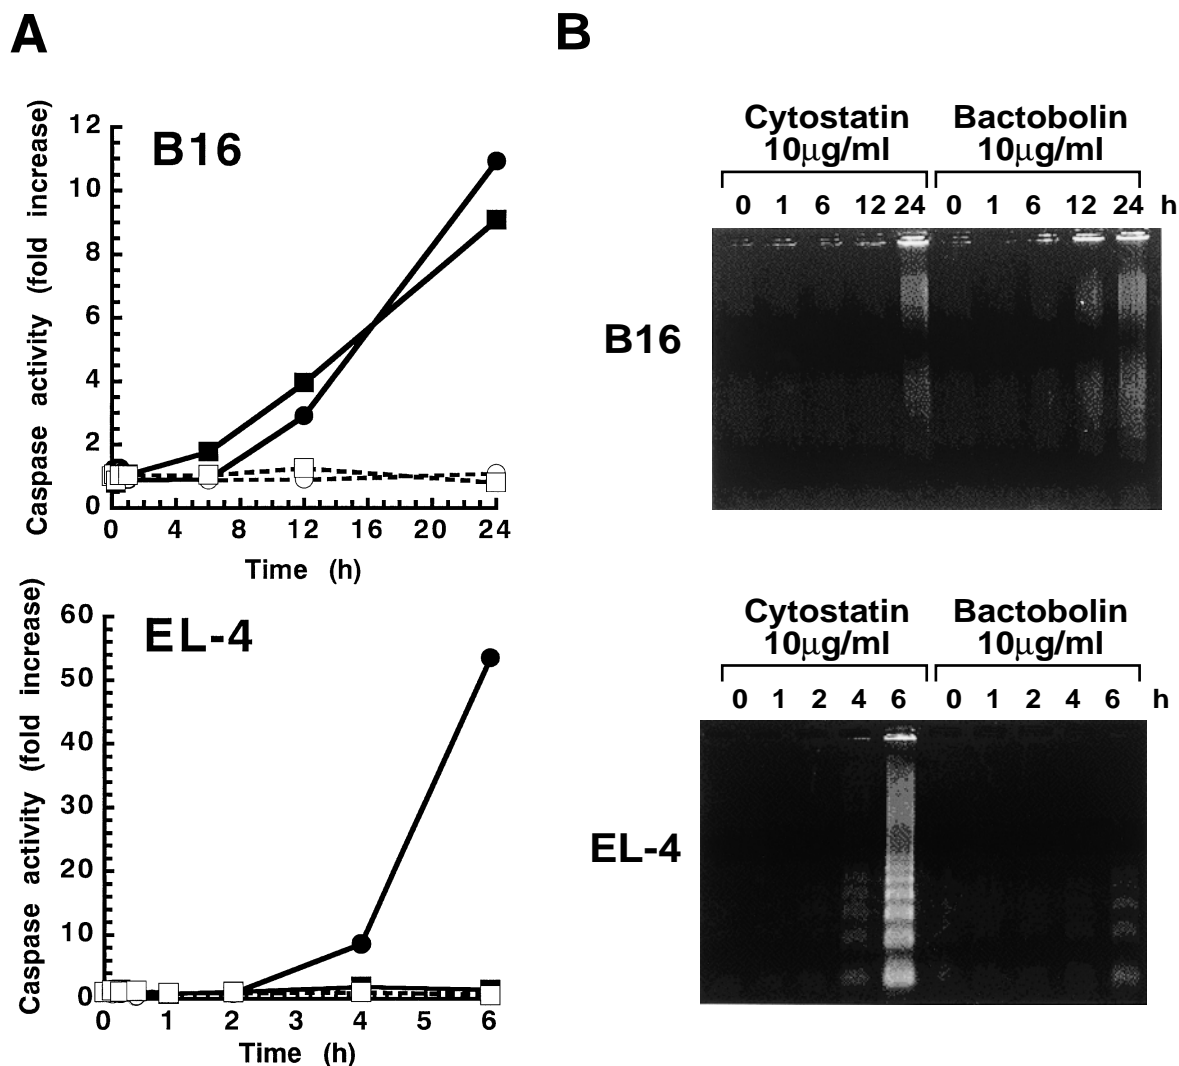 A
B16
Caspase activity (fold increase)
12
10
8
6
4
2
0
0 4 8 12 16 20 24
Time (h)
EL-4
Caspase activity (fold increase)
60
50
40
30
20
10
0
0 1 2 3 4 5 6
Time (h)
B
Cytostatin Bactobolin
10µg/ml 10µg/ml
0 1 6 12 24 0 1 6 12 24 h
B16
Cytostatin Bactobolin
10µg/ml 10µg/ml
0 1 2 4 6 0 1 2 4 6 h
EL-4